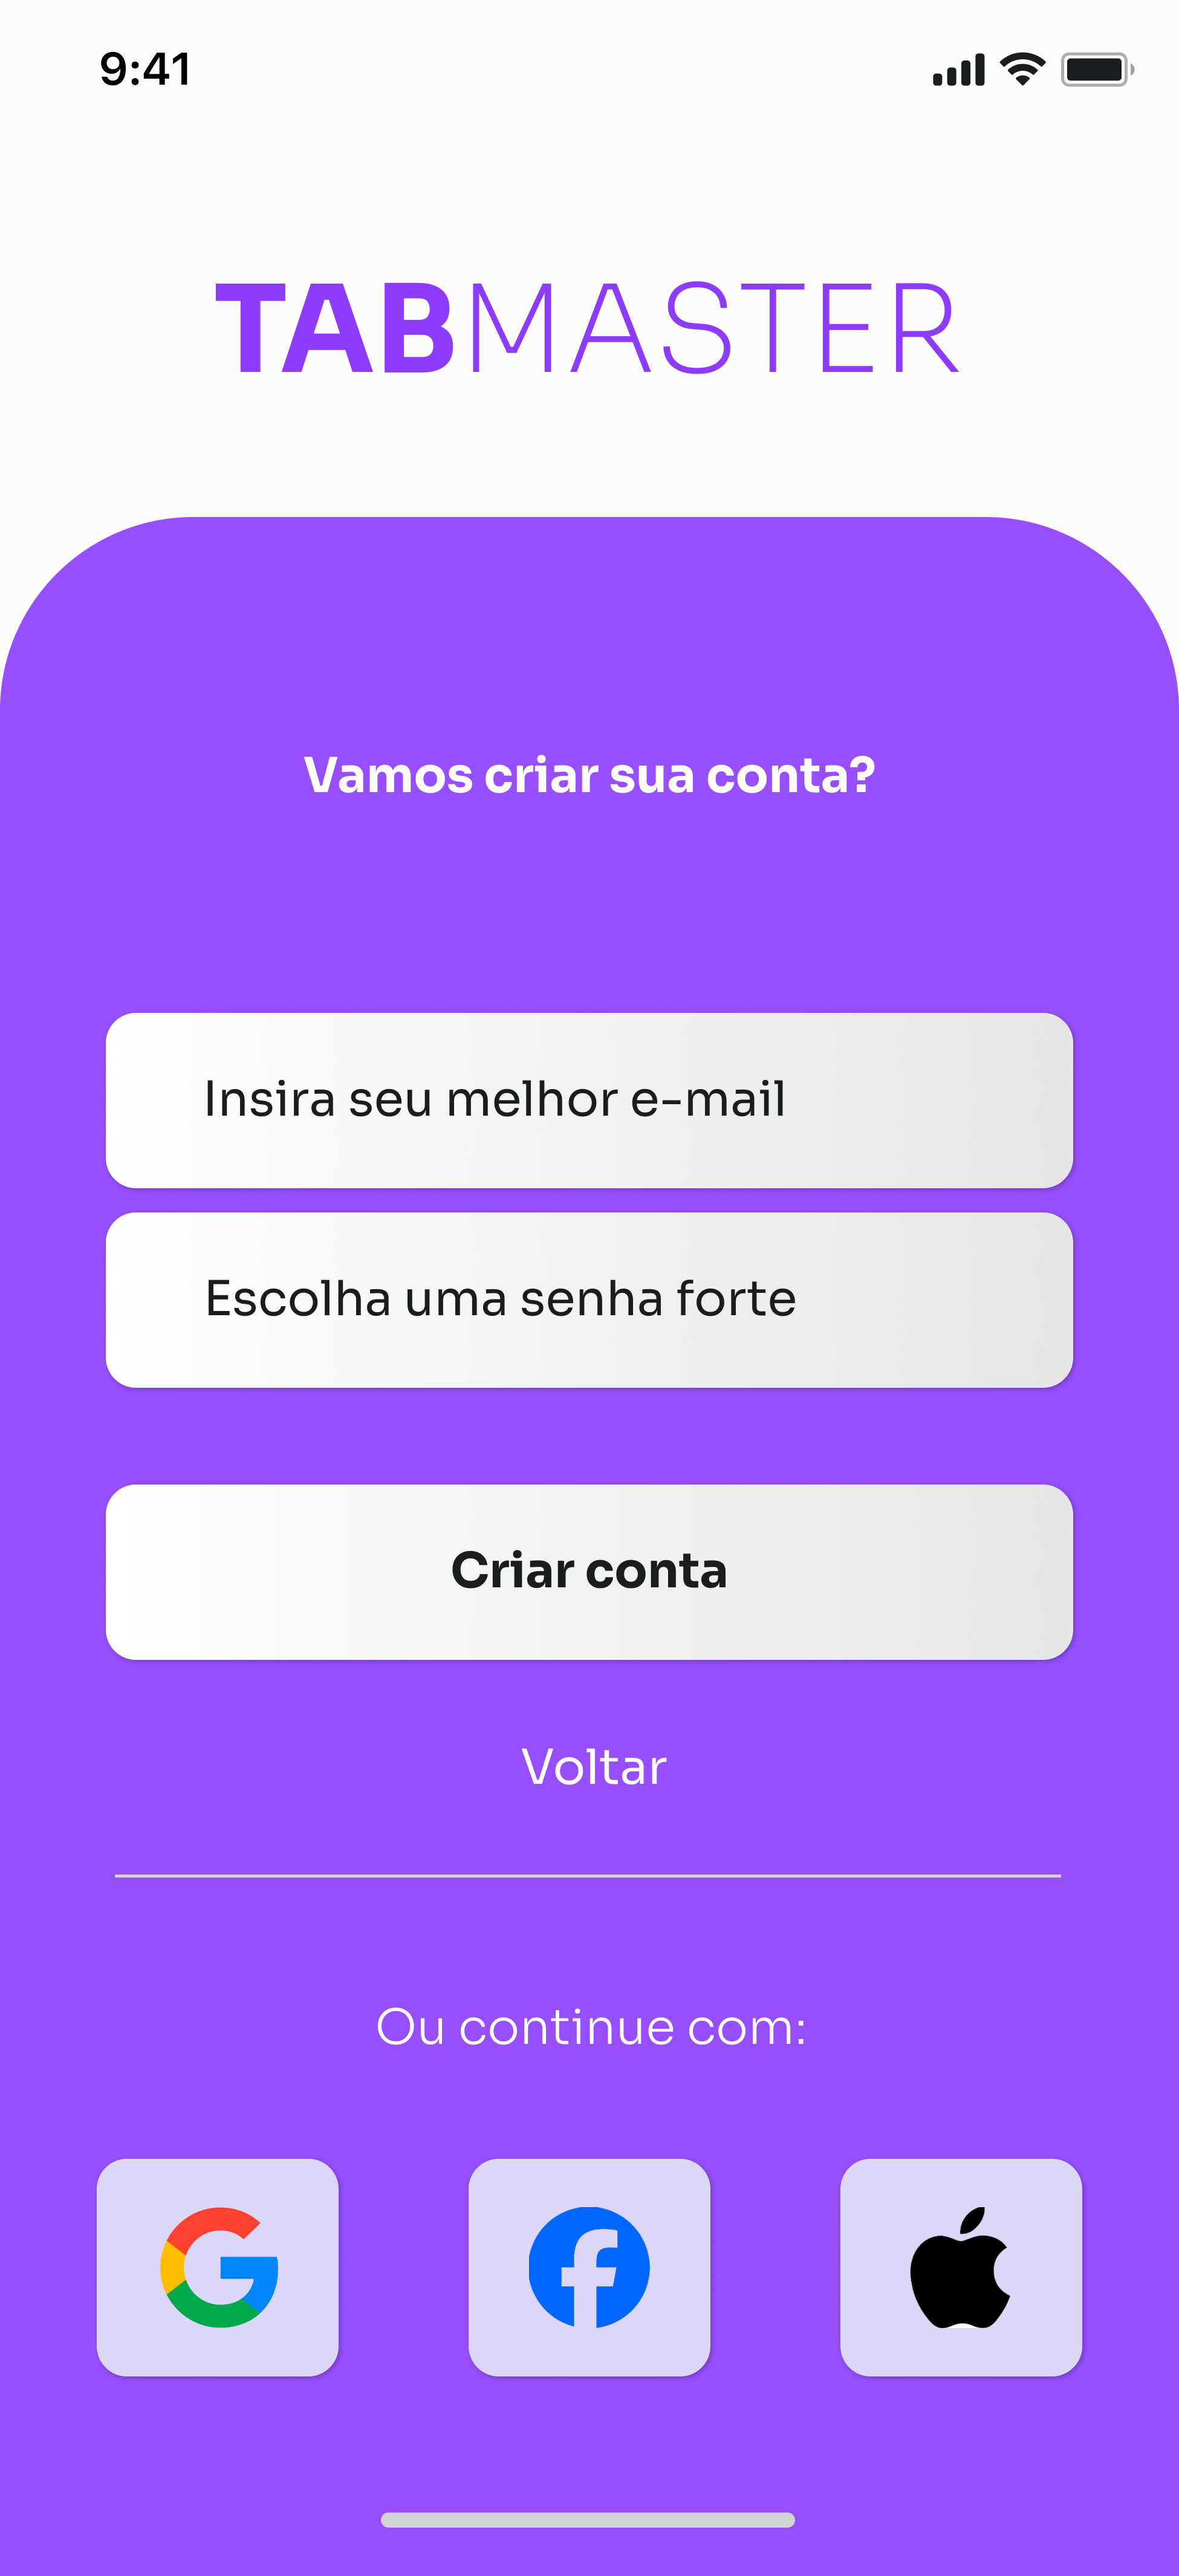 9:41
TABMASTER
Vamos criar sua conta?
Insira seu melhor e-mail
Escolha uma senha forte
Criar conta
Voltar
Ou continue com: